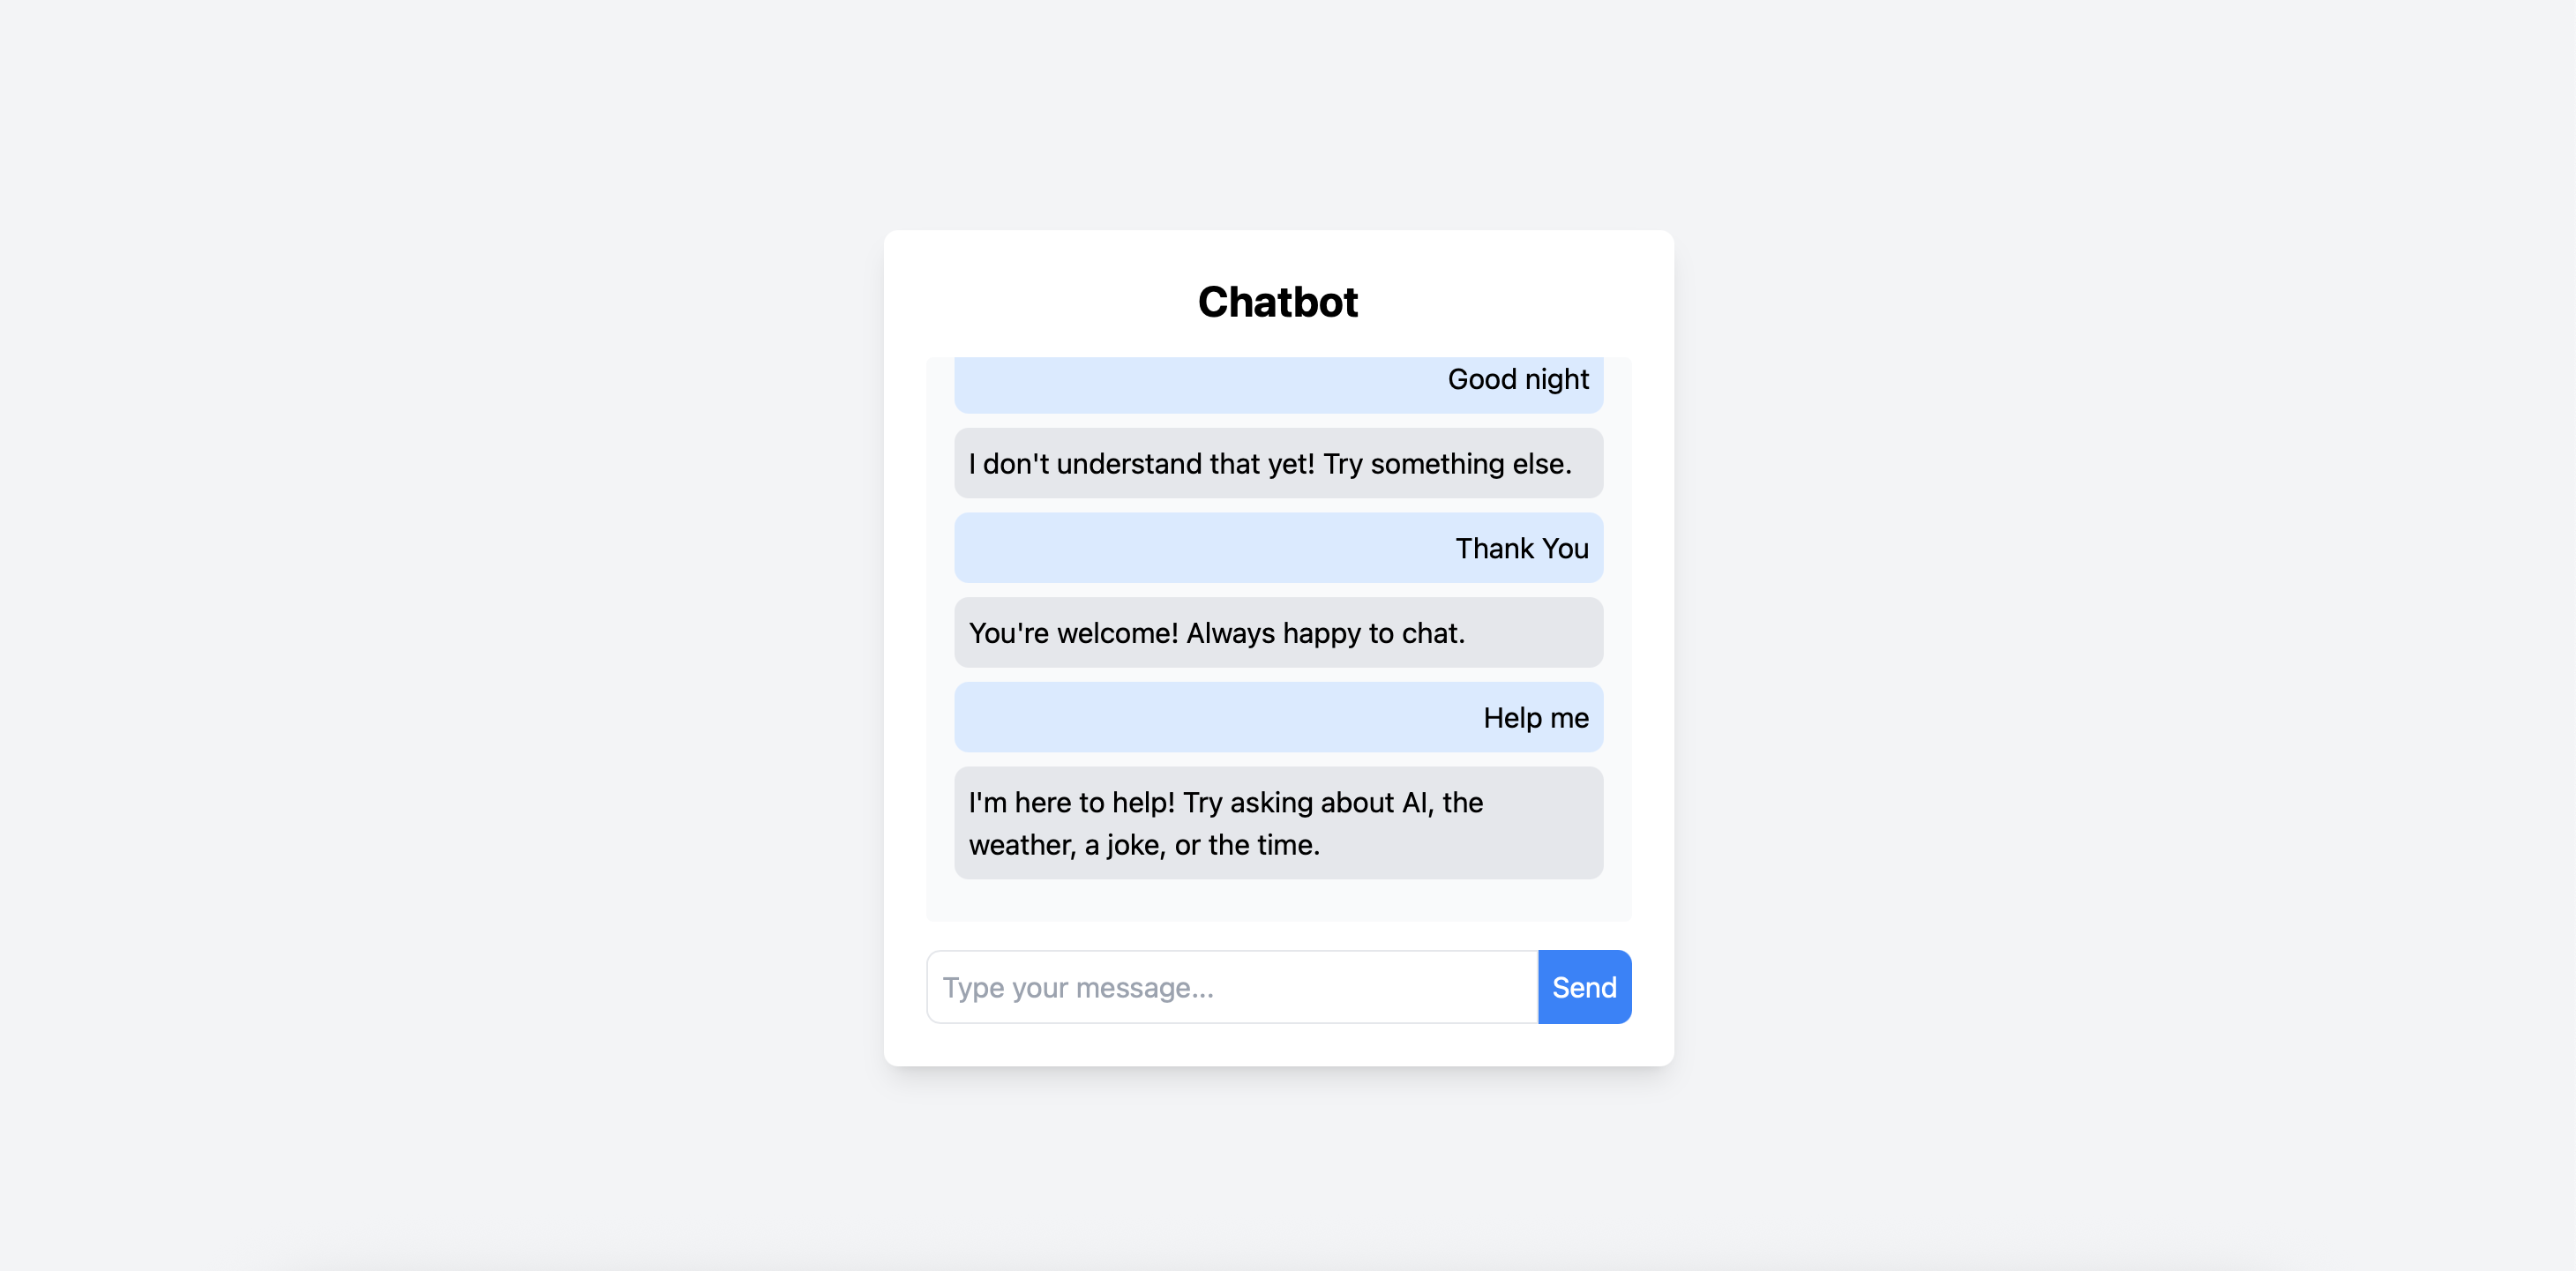 Chatbot
Good night
I don't understand that yet! Try something else.
Thank You
You're welcome! Always happy to chat.
Help me
I'm here to help! Try asking about AI, the
weather, a joke, or the time.
Type your message...
Send